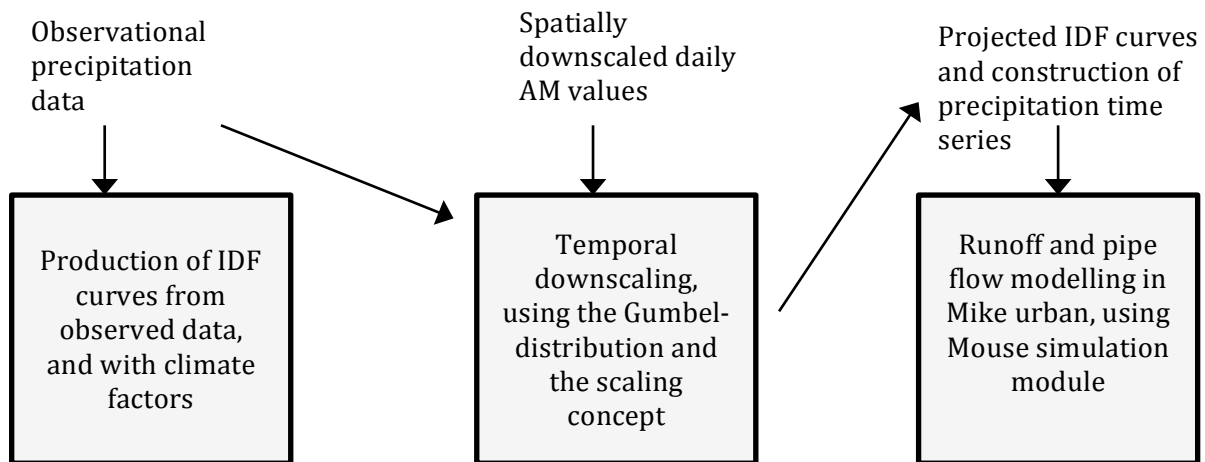 Observational
precipitation
data
Spatially
downscaled daily
AM values
Projected IDF curves
and construction of
precipitation time
series
Production of IDF
curves from
observed data,
and with climate
factors
Temporal
downscaling,
using the Gumbel-
distribution and
the scaling
concept
Runoff and pipe
flow modelling in
Mike urban, using
Mouse simulation
module